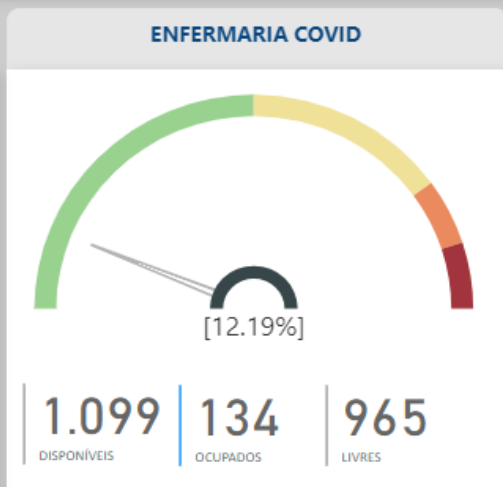 ENFERMARIA COVID
[12.19%]
1.099 134 965
DISPONÍVEIS OCUPADOS LIVRES